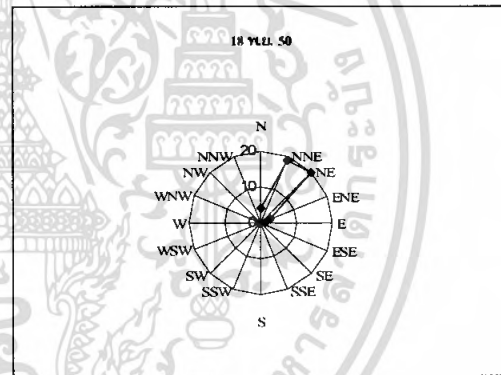 18 พ.ย. 50
N
NNW NNE
NW 20 NE
WNW 10 ENE
W 0 E
WSW ESE
SW SE
SSW SSE
S